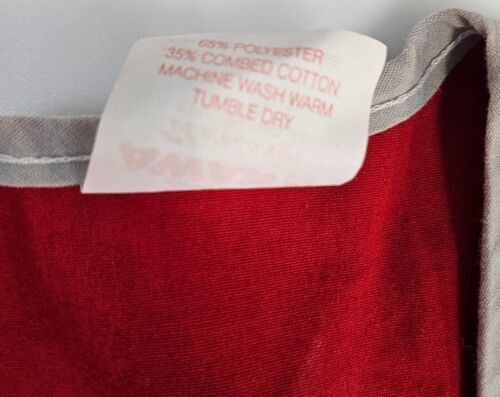 65% POLYESTER
35% COMBED COTTON
MACHINE WASH WARM
TUMBLE DRY